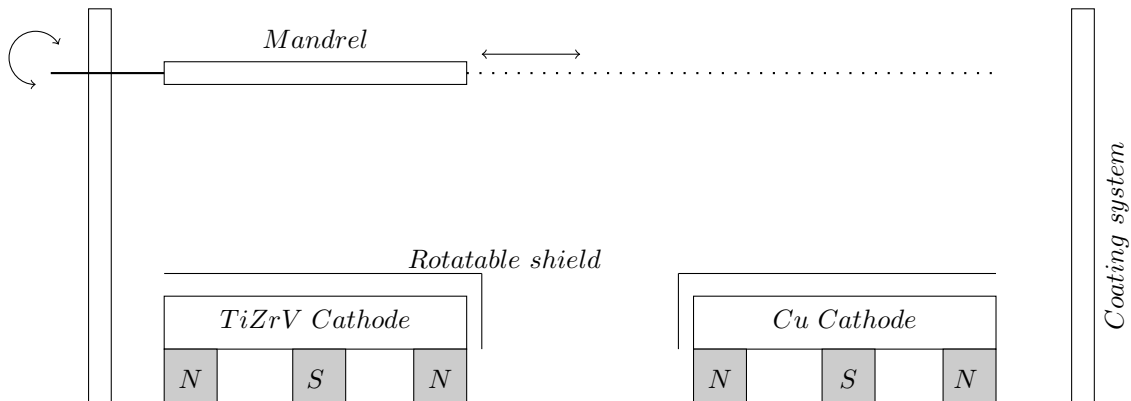 Mandrel
Rotatable shield
TiZrV Cathode
Cu Cathode
N
S
N
N
S
N
Coating system